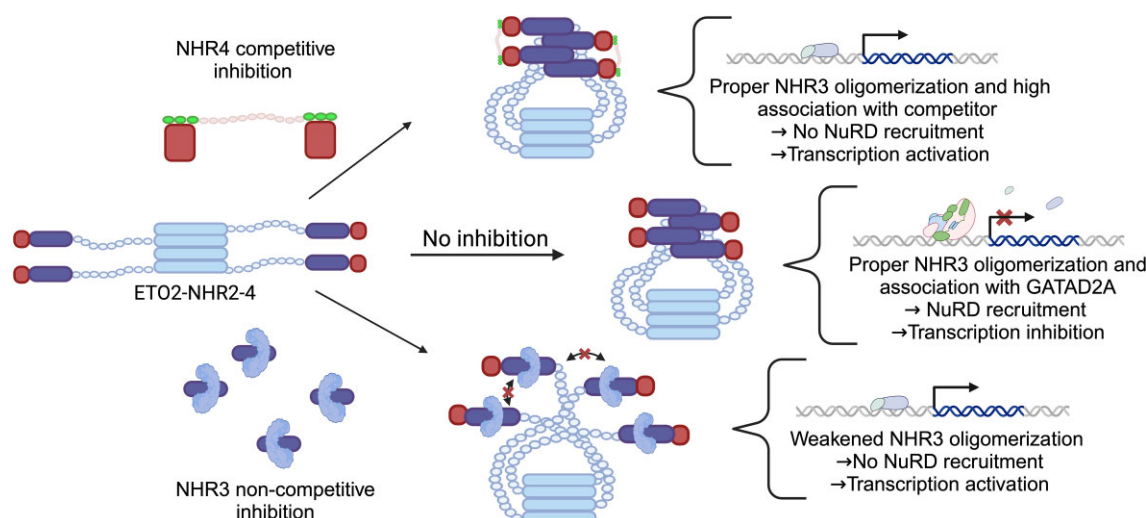 NHR4 competitive
inhibition
Proper NHR3 oligomerization and high
association with competitor
→ No NuRD recruitment
→Transcription activation
ETO2-NHR2-4
No inhibition
Proper NHR3 oligomerization and
association with GATAD2A
→ NuRD recruitment
→Transcription inhibition
NHR3 non-competitive
inhibition
Weakened NHR3 oligomerization
→No NuRD recruitment
→Transcription activation